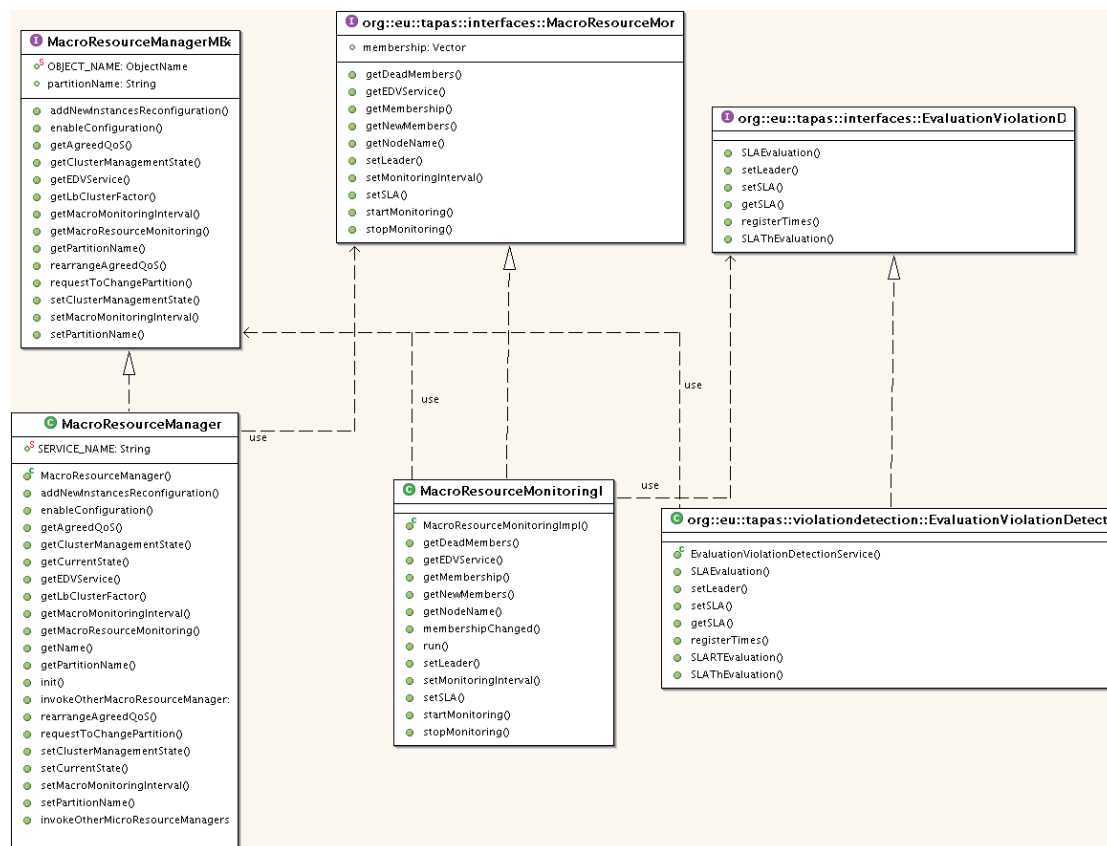 MacroResourceManagerMBe
OBJECT_NAME: ObjectName
partitionName: String
addNewInstancesReconfiguration()
enableConfiguration()
getAgreedQoS()
getClusterManagementState()
getEDVService()
getLbClusterFactor()
getMacroMonitoringInterval()
getMacroResourceMonitoring()
getPartitionName()
rearrangeAgreedQoS()
requestToChangePartition()
setClusterManagementState()
setMacroMonitoringInterval()
setPartitionName()
org::eu::tapas::interfaces::MacroResourceMor
membership: Vector
getDeadMembers()
getEDVService()
getMembership()
getNewMembers()
getNodeName()
setLeader()
setMonitoringInterval()
setSLA()
startMonitoring()
stopMonitoring()
org::eu::tapas::interfaces::EvaluationViolationD
SLAEvaluation()
setLeader()
setSLA()
getSLA()
registerTimes()
SLAThEvaluation()
use
use
use
use
MacroResourceManager
SERVICE_NAME: String
MacroResourceManager()
addNewInstancesReconfiguration()
enableConfiguration()
getAgreedQoS()
getClusterManagementState()
getCurrentState()
getEDVService()
getLbClusterFactor()
getMacroMonitoringInterval()
getMacroResourceMonitoring()
getName()
getPartitionName()
init()
invokeOtherMacroResourceManager:
rearrangeAgreedQoS()
requestToChangePartition()
setClusterManagementState()
setCurrentState()
setMacroMonitoringInterval()
setPartitionName()
invokeOtherMicroResourceManagers
MacroResourceMonitoringI
MacroResourceMonitoringImpl()
getDeadMembers()
getEDVService()
getMembership()
getNewMembers()
getNodeName()
membershipChanged()
run()
setLeader()
setMonitoringInterval()
setSLA()
startMonitoring()
stopMonitoring()
org::eu::tapas::violationdetection::EvaluationViolationDetect
EvaluationViolationDetectionService()
SLAEvaluation()
setLeader()
setSLA()
getSLA()
registerTimes()
SLARTEvaluation()
SLAThEvaluation()